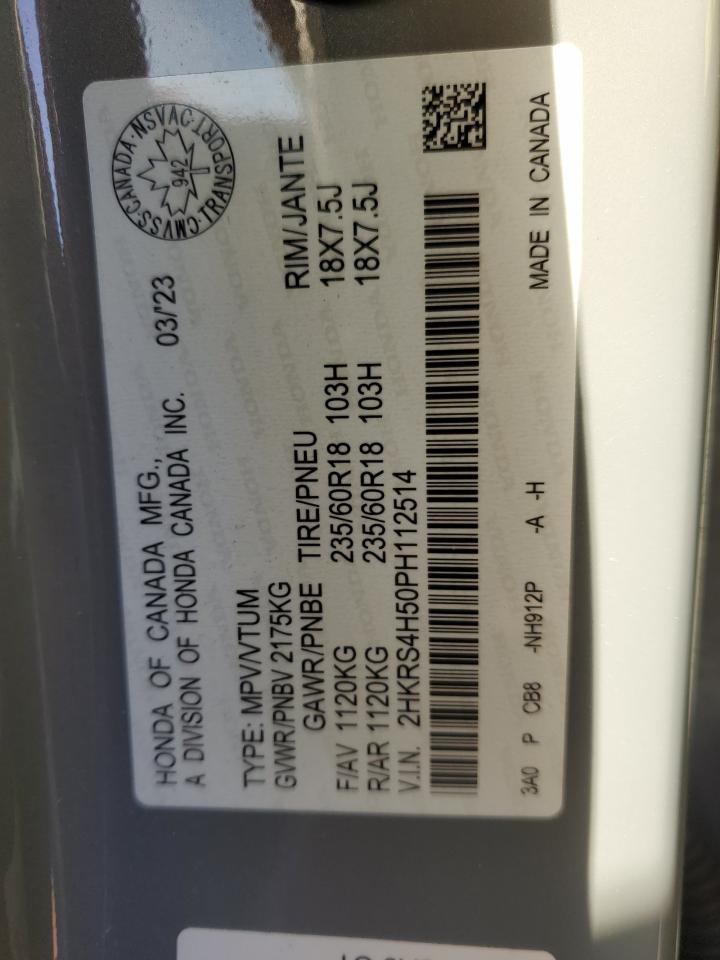 HONDA OF CANADA MFG.,
A DIVISION OF HONDA CANADA INC. 03/'23
CMVSS-CANADA-NSVAC-TRANSPORT
942
TYPE: MPV/VTUM
GVWR/PNBV 2175KG
GAWR/PNBE TIRE/PNEU RIM/JANTE
F/AV 1120KG 235/60R18 103H 18X7.5J
R/AR 1120KG 235/60R18 103H 18X7.5J
V.I.N. 2HKRS4H50PH112514
3A0 P CB8 -NH912P -A -H MADE IN CANADA